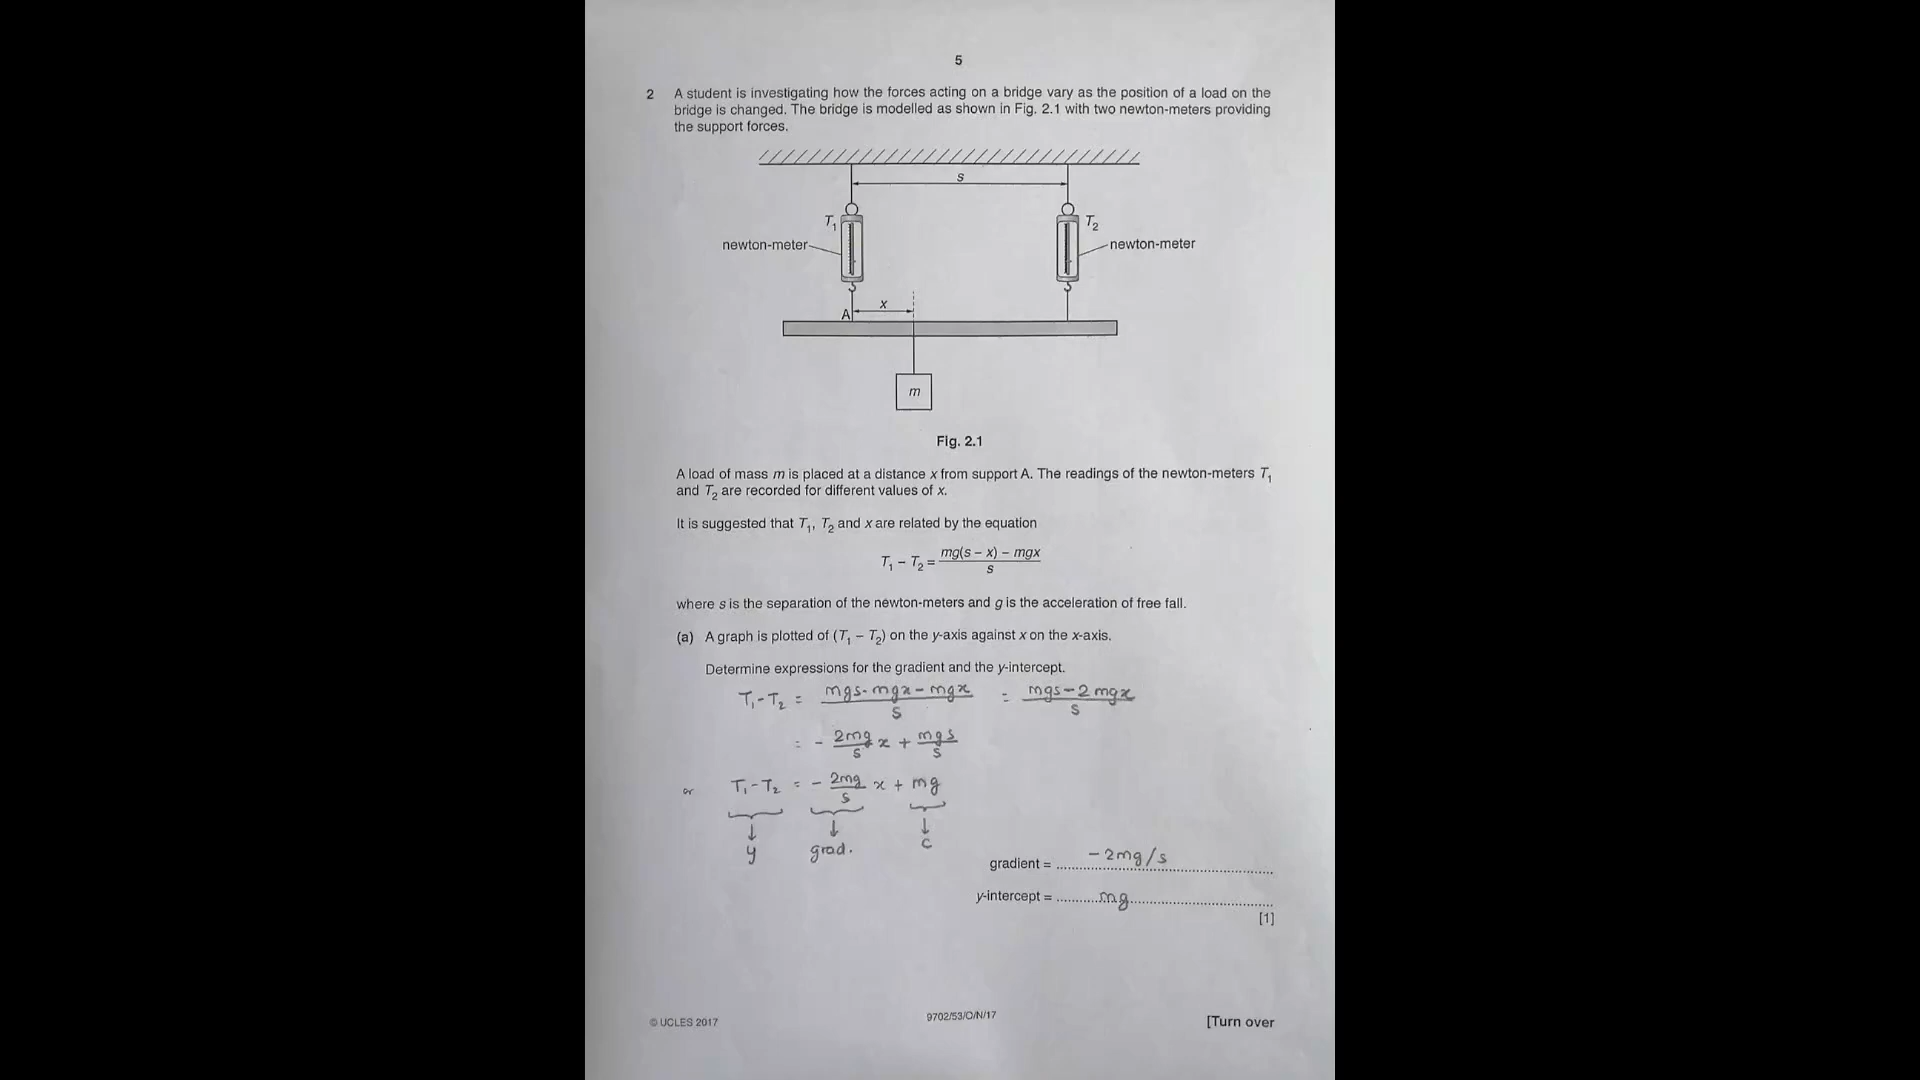 5
2 A student is investigating how the forces acting on a bridge vary as the position of a load on the
bridge is changed. The bridge is modelled as shown in Fig. 2.1 with two newton-meters providing
the support forces.
s
T₁ T₂
newton-meter newton-meter
x
A
m
Fig. 2.1
A load of mass m is placed at a distance x from support A. The readings of the newton-meters T₁
and T₂ are recorded for different values of x.
It is suggested that T₁, T₂ and x are related by the equation
T₁ − T₂ = (mg(s − x) − mgx) / s
where s is the separation of the newton-meters and g is the acceleration of free fall.
(a) A graph is plotted of (T₁ − T₂) on the y-axis against x on the x-axis.
Determine expressions for the gradient and the y-intercept.
T₁-T₂ = (mgs-mgx-mgx) / s = (mgs-2mgx) / s
= - 2mg/s x + mgs/s
or T₁-T₂ = - 2mg/s x + mg
↓ ↓ ↓
y grad. c
gradient = -2mg/s
y-intercept = mg
[1]
© UCLES 2017 9702/53/O/N/17 [Turn over